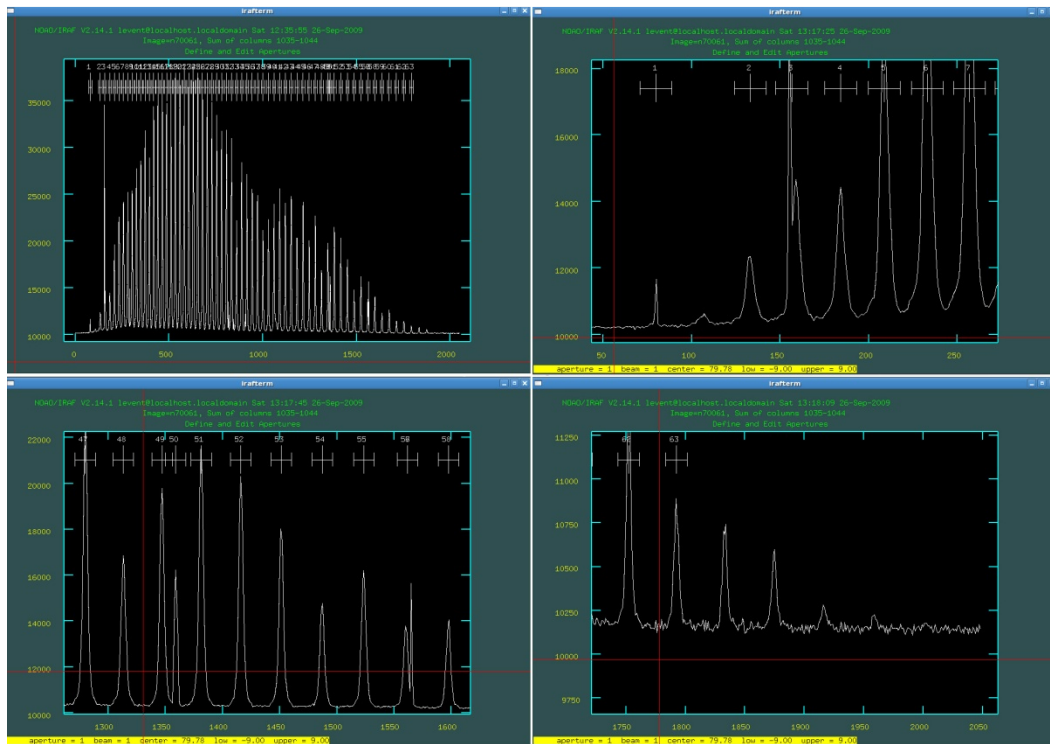 irafterm
NOAO/IRAF V2.14.1 levent@localhost.localdomain Sat 12:35:55 26-Sep-2009
Image=n70061, Sum of columns 1035-1044
Define and Edit Apertures
35000
30000
25000
20000
15000
10000
0 500 1000 1500 2000
irafterm
NOAO/IRAF V2.14.1 levent@localhost.localdomain Sat 13:17:25 26-Sep-2009
Image=n70061, Sum of columns 1035-1044
Define and Edit Apertures
1 2 3 4 5 6 7
18000
16000
14000
12000
10000
50 100 150 200 250
aperture = 1 beam = 1 center = 79.78 low = -9.00 upper = 9.00
irafterm
NOAO/IRAF V2.14.1 levent@localhost.localdomain Sat 13:17:45 26-Sep-2009
Image=n70061, Sum of columns 1035-1044
Define and Edit Apertures
47 48 49 50 51 52 53 54 55
22000
20000
18000
16000
14000
12000
10000
1300 1350 1400 1450 1500 1550 1600
aperture = 1 beam = 1 center = 79.78 low = -9.00 upper = 9.00
irafterm
NOAO/IRAF V2.14.1 levent@localhost.localdomain Sat 13:18:09 26-Sep-2009
Image=n70061, Sum of columns 1035-1044
Define and Edit Apertures
63
11250
11000
10750
10500
10250
10000
9750
1750 1800 1850 1900 1950 2000 2050
aperture = 1 beam = 1 center = 79.78 low = -9.00 upper = 9.00